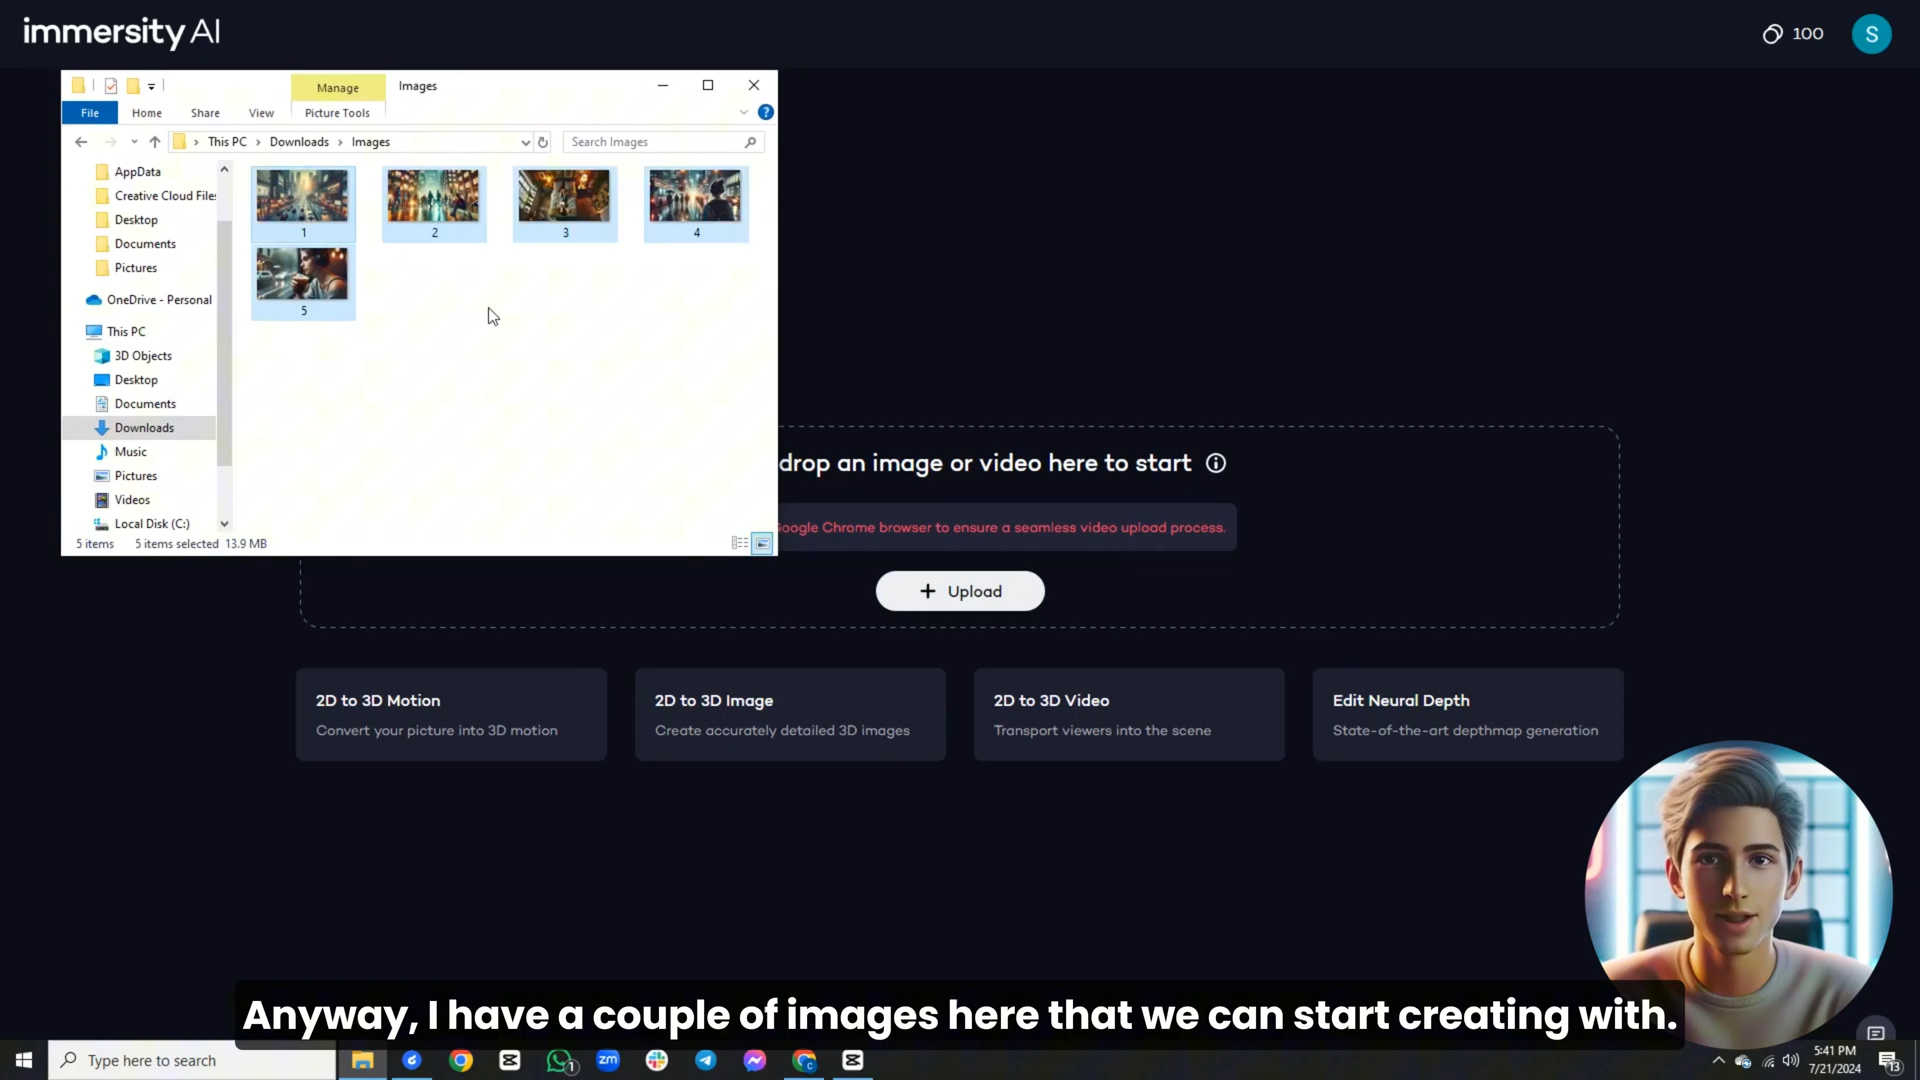 immersity AI
100
S
Manage
Images
File
Home
Share
View
Picture Tools
This PC > Downloads > Images
Search Images
AppData
Creative Cloud Files
Desktop
Documents
Pictures
OneDrive - Personal
This PC
3D Objects
Desktop
Documents
Downloads
Music
Pictures
Videos
Local Disk (C:)
1
2
3
4
5
5 items
5 items selected
13.9 MB
drop an image or video here to start
Google Chrome browser to ensure a seamless video upload process.
+ Upload
2D to 3D Motion
Convert your picture into 3D motion
2D to 3D Image
Create accurately detailed 3D images
2D to 3D Video
Transport viewers into the scene
Edit Neural Depth
State-of-the-art depthmap generation
Anyway, I have a couple of images here that we can start creating with.
Type here to search
1
zm
5:41 PM
7/21/2024
13